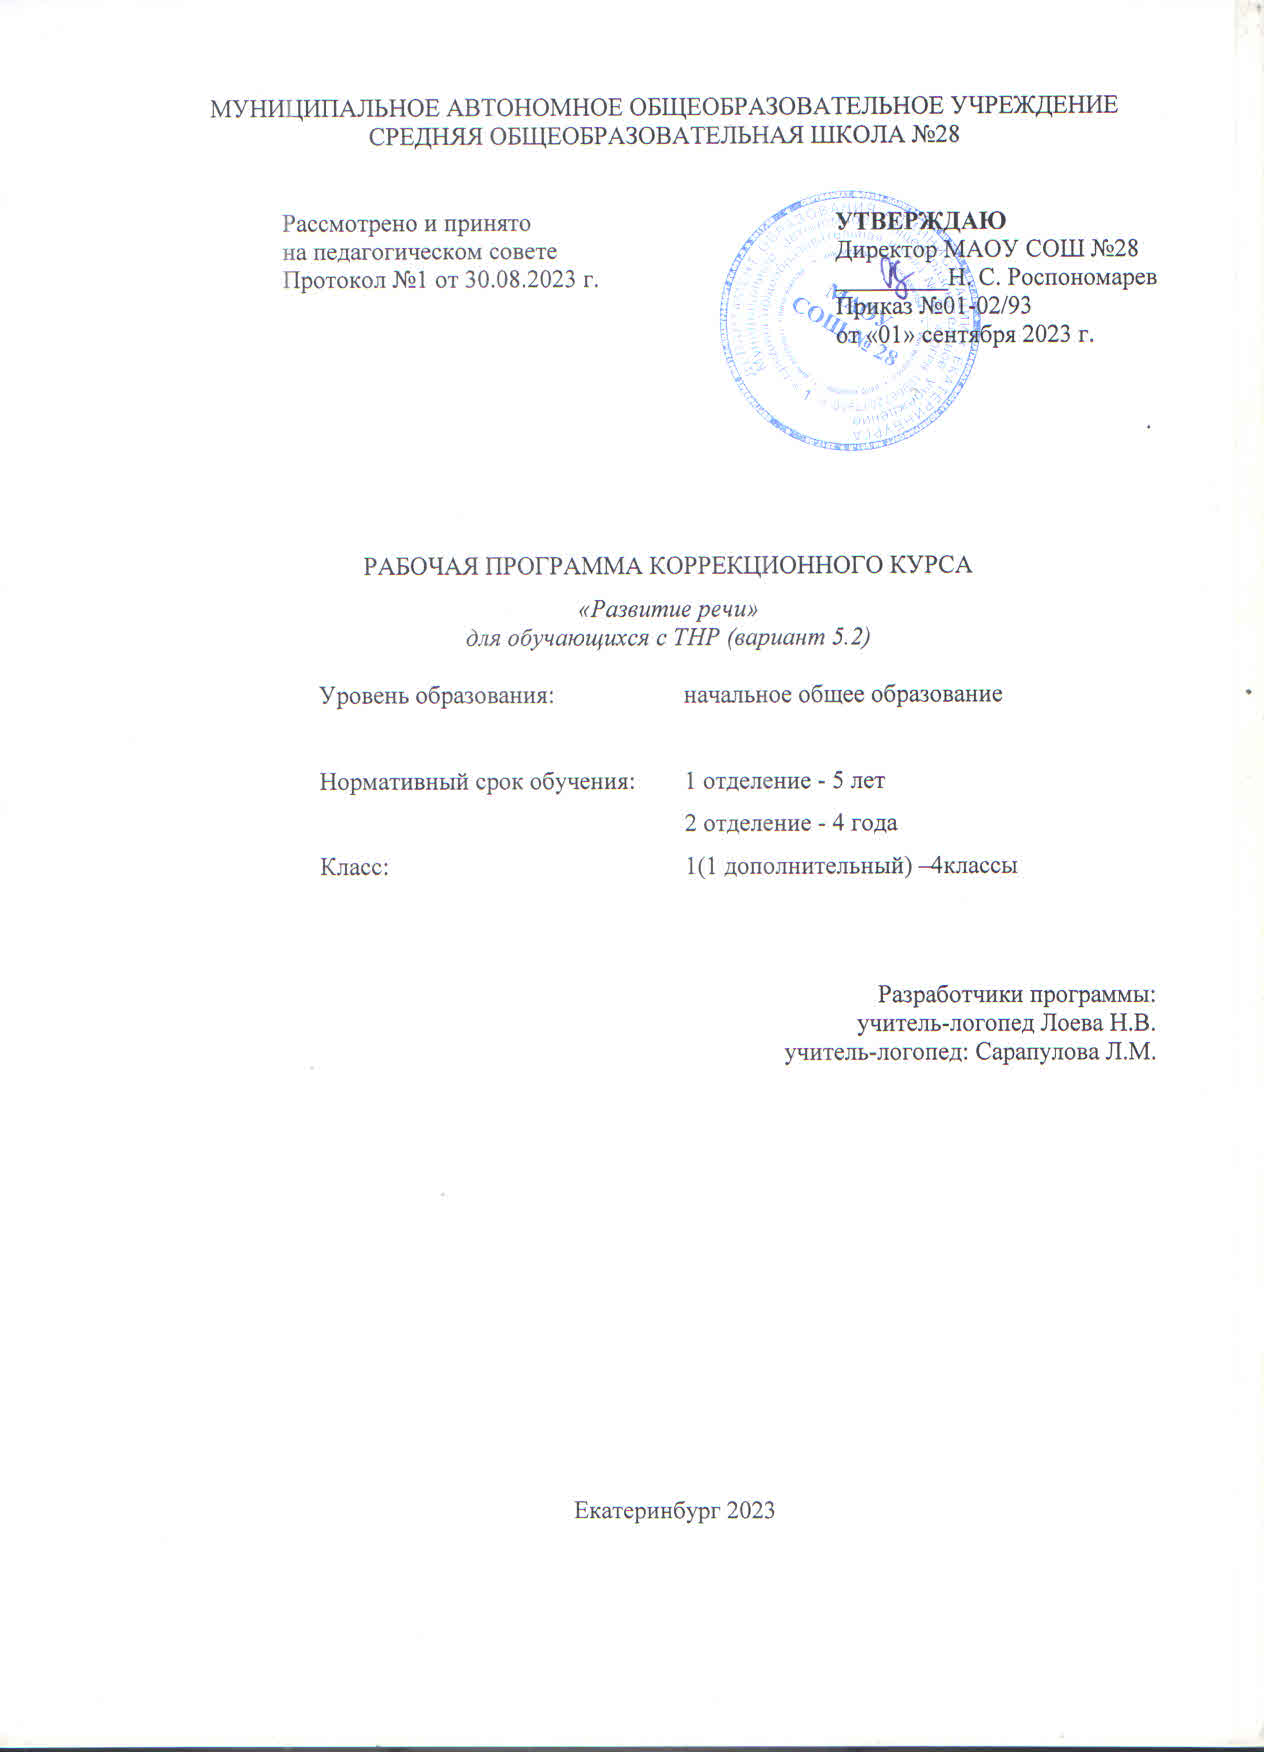 МУНИЦИПАЛЬНОЕ АВТОНОМНОЕ ОБЩЕОБРАЗОВАТЕЛЬНОЕ УЧРЕЖДЕНИЕ
СРЕДНЯЯ ОБЩЕОБРАЗОВАТЕЛЬНАЯ ШКОЛА №28
Рассмотрено и принято
на педагогическом совете
Протокол №1 от 30.08.2023 г.
УТВЕРЖДАЮ
Директор МАОУ СОШ №28
Н. С. Роспономарев
Приказ №01-02/93
от «01» сентября 2023 г.
МАОУ
СОШ № 28
РАБОЧАЯ ПРОГРАММА КОРРЕКЦИОННОГО КУРСА
«Развитие речи»
для обучающихся с ТНР (вариант 5.2)
Уровень образования: начальное общее образование
Нормативный срок обучения: 1 отделение - 5 лет
2 отделение - 4 года
Класс: 1(1 дополнительный) –4классы
Разработчики программы:
учитель-логопед Лоева Н.В.
учитель-логопед: Сарапулова Л.М.
Екатеринбург 2023